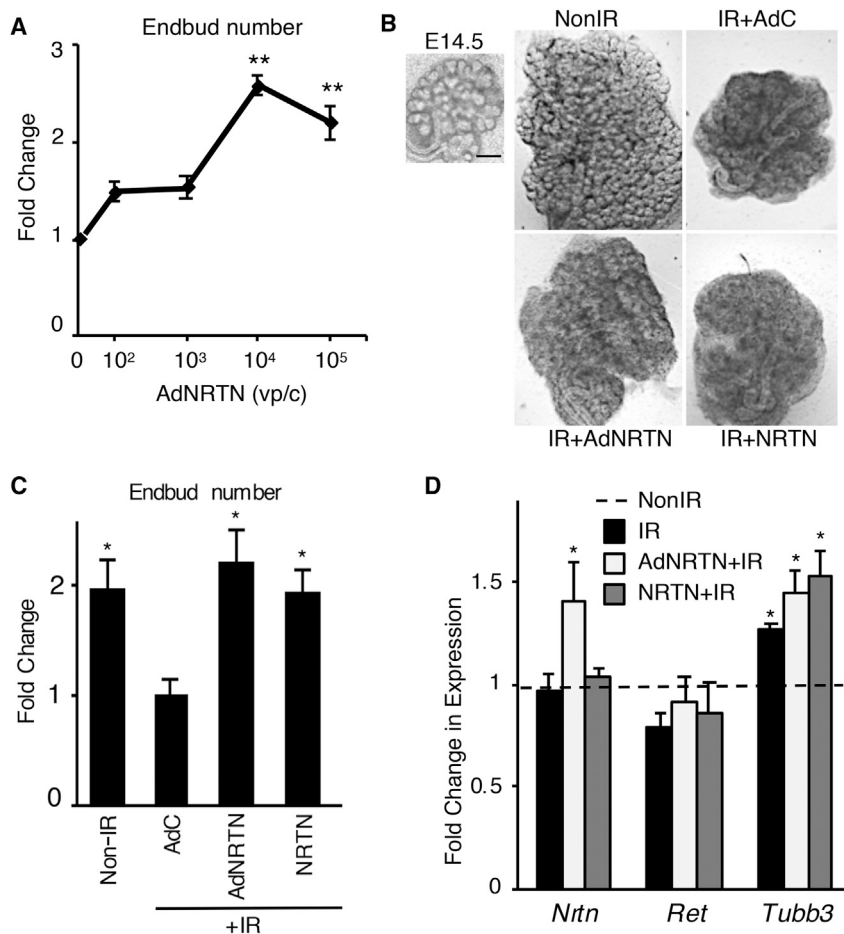 A
Endbud number
3
2
1
0
Fold Change
**
**
0 10² 10³ 10⁴ 10⁵
AdNRTN (vp/c)
B
E14.5
NonIR
IR+AdC
IR+AdNRTN
IR+NRTN
C
Endbud number
Fold Change
2
1
0
*
*
*
Non-IR
AdC
AdNRTN
NRTN
+IR
D
NonIR
IR
AdNRTN+IR
NRTN+IR
Fold Change in Expression
1.5
1
0.5
0
*
*
*
*
Nrtn
Ret
Tubb3